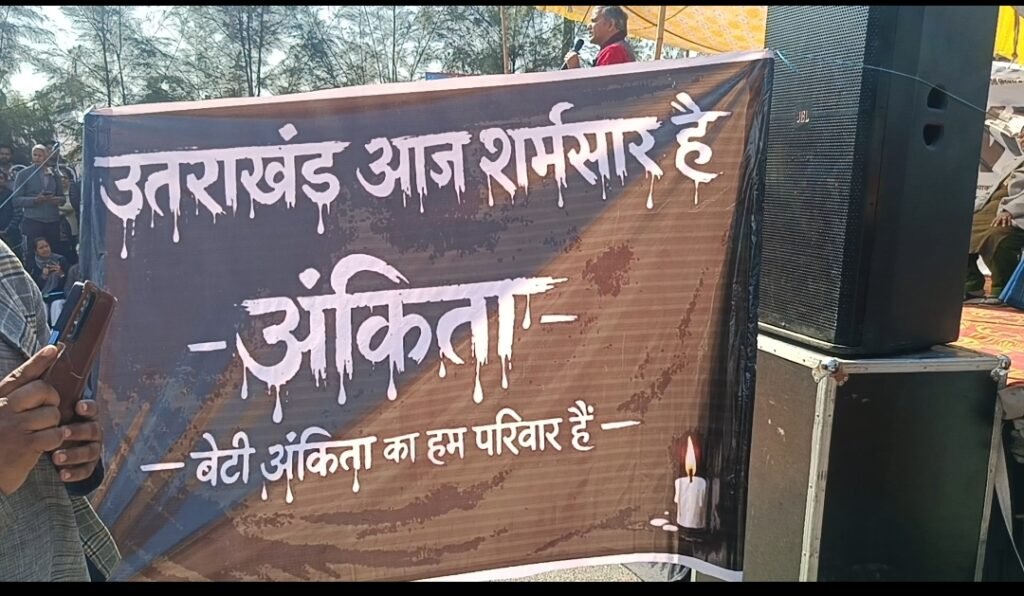 उतराखंड आज शर्मसार है
- अंकिता -
- बेटी अंकिता का हम परिवार हैं -
JBL